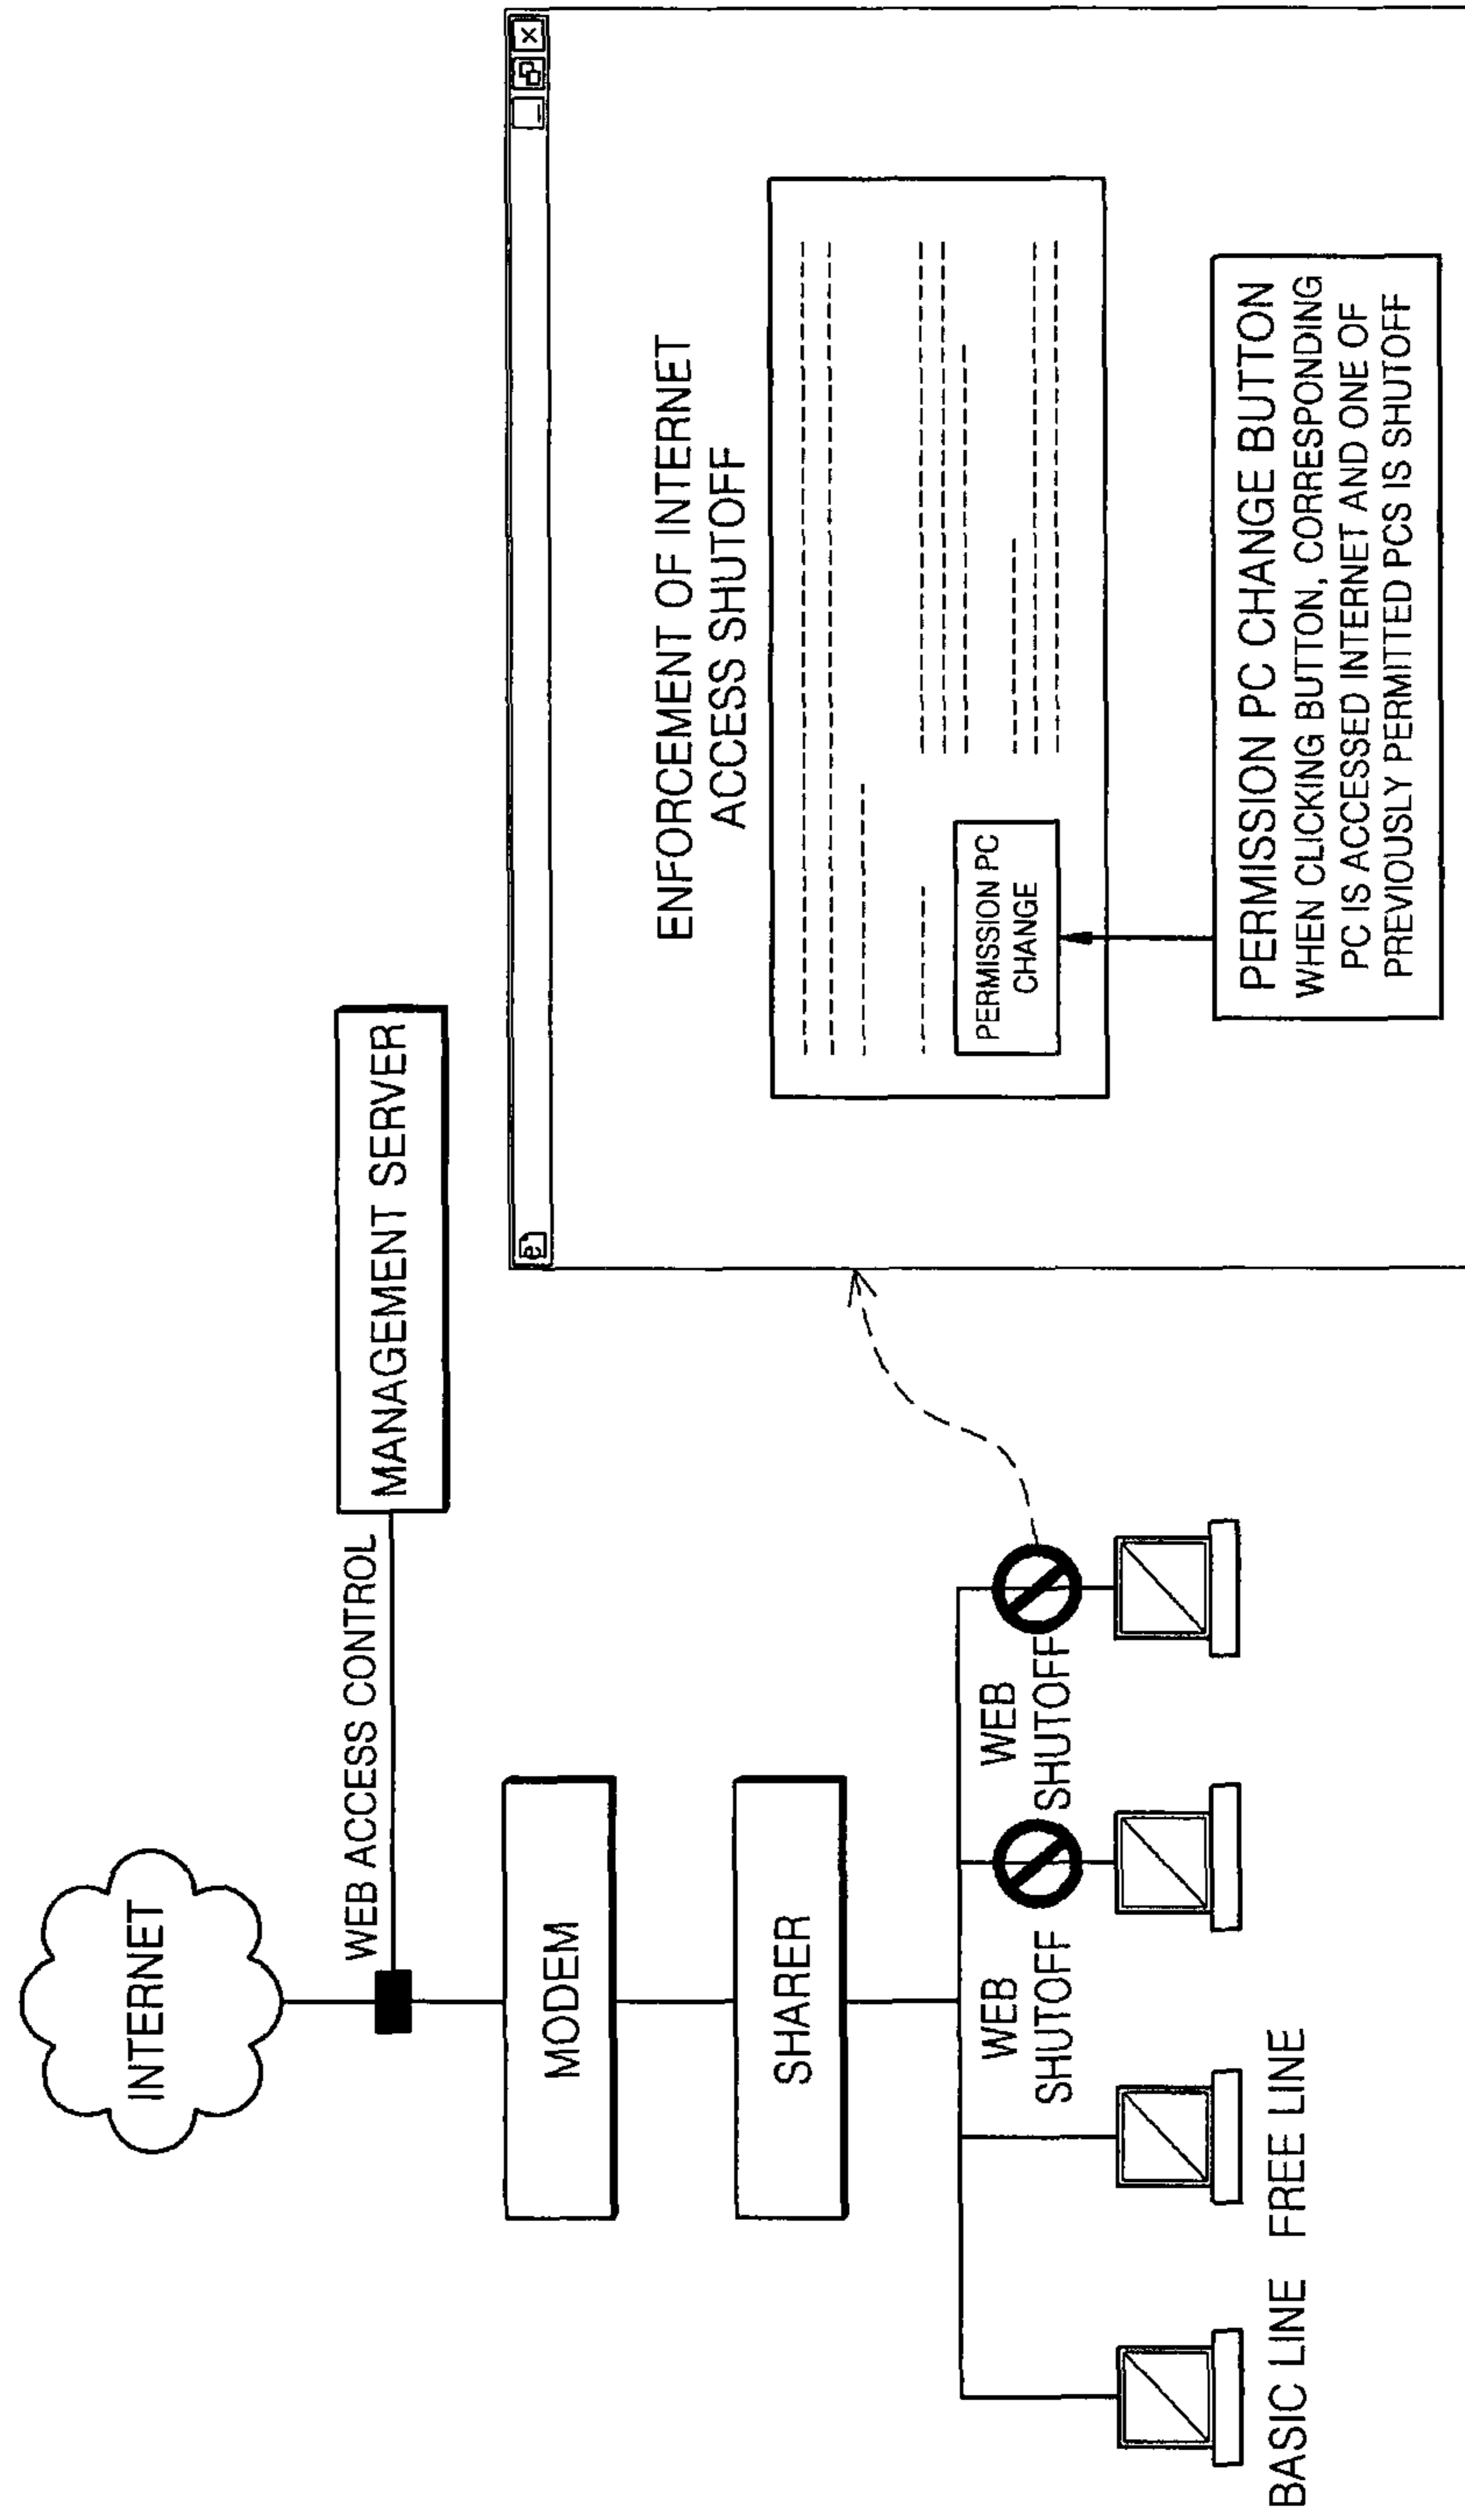 INTERNET
WEB ACCESS CONTROL
MANAGEMENT SERVER
MODEM
SHARER
WEB
SHUTOFF
WEB
SHUTOFF
BASIC LINE
FREE LINE
e
ENFORCEMENT OF INTERNET
ACCESS SHUTOFF
PERMISSION PC
CHANGE
PERMISSION PC CHANGE BUTTON
WHEN CLICKING BUTTON, CORRESPONDING
PC IS ACCESSED INTERNET AND ONE OF
PREVIOUSLY PERMITTED PCS IS SHUTOFF